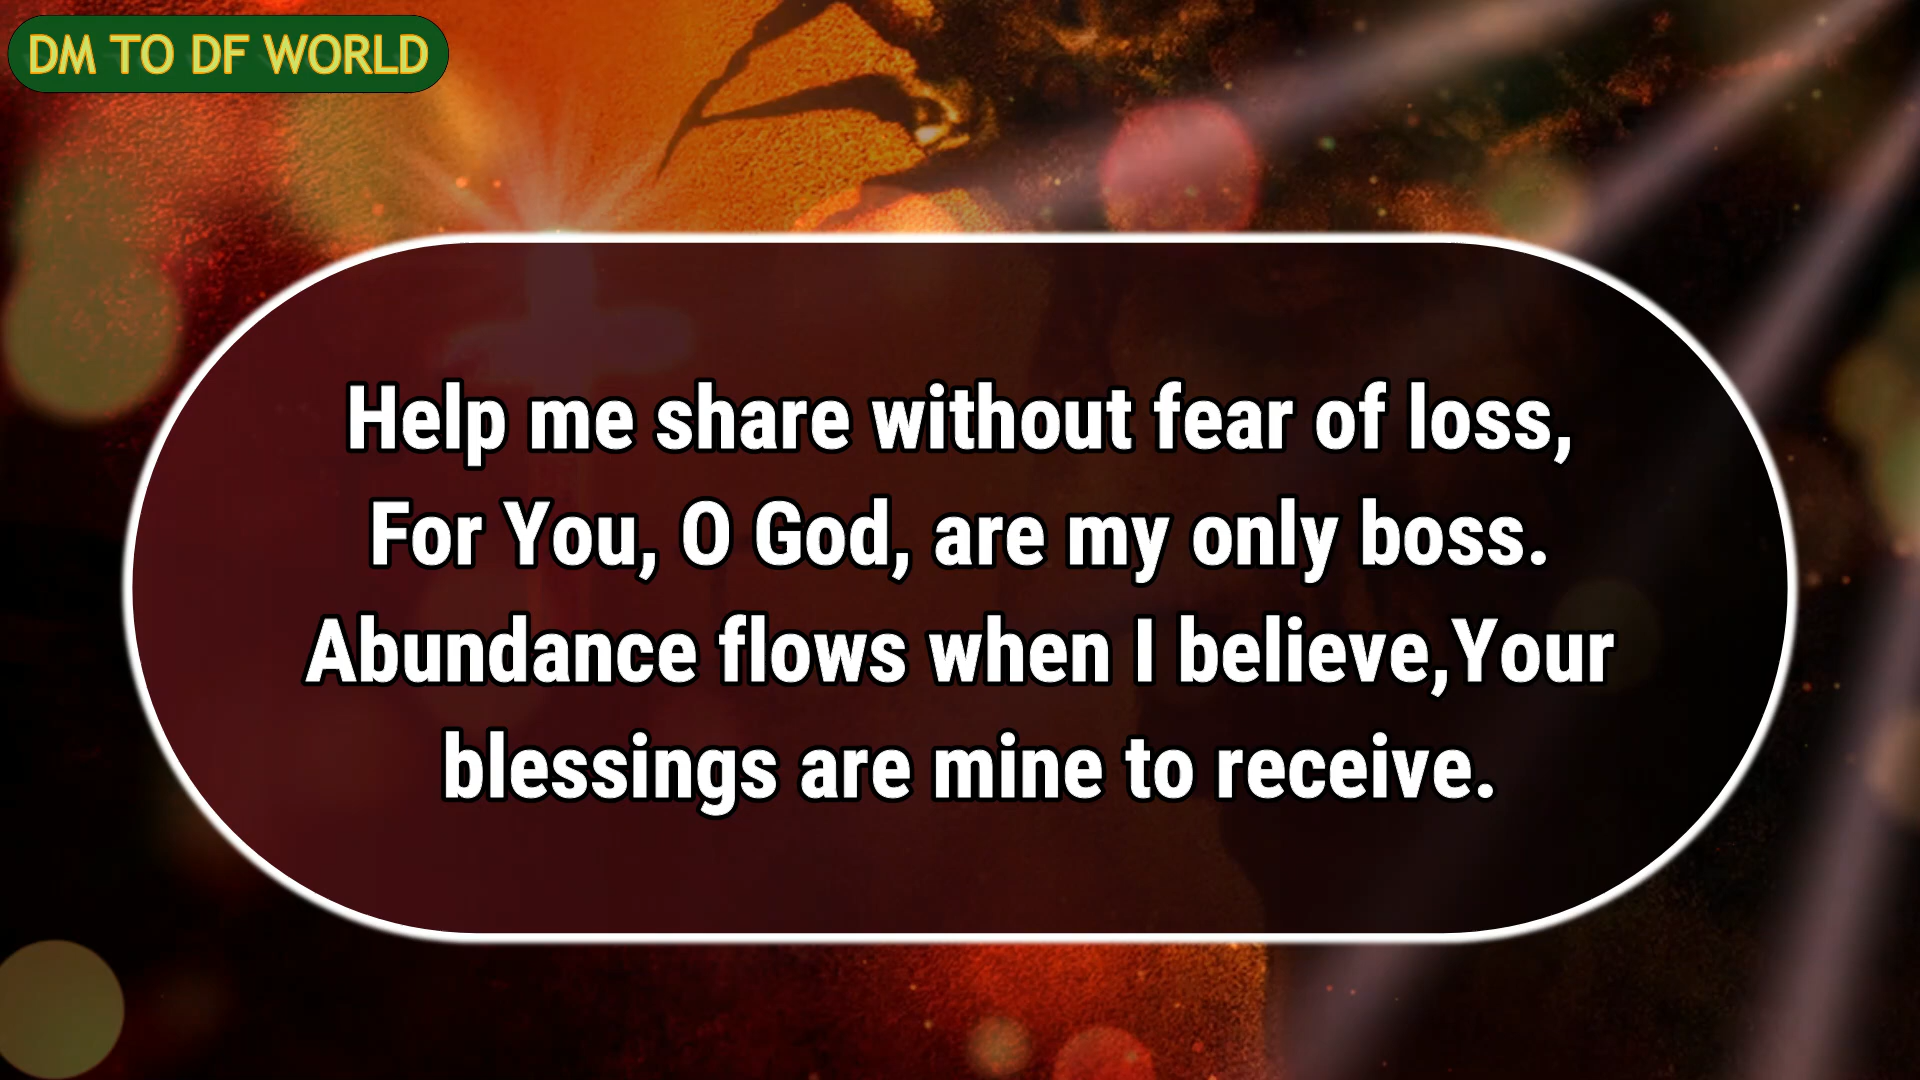 DM TO DF WORLD
Help me share without fear of loss,
For You, O God, are my only boss.
Abundance flows when I believe,Your
blessings are mine to receive.